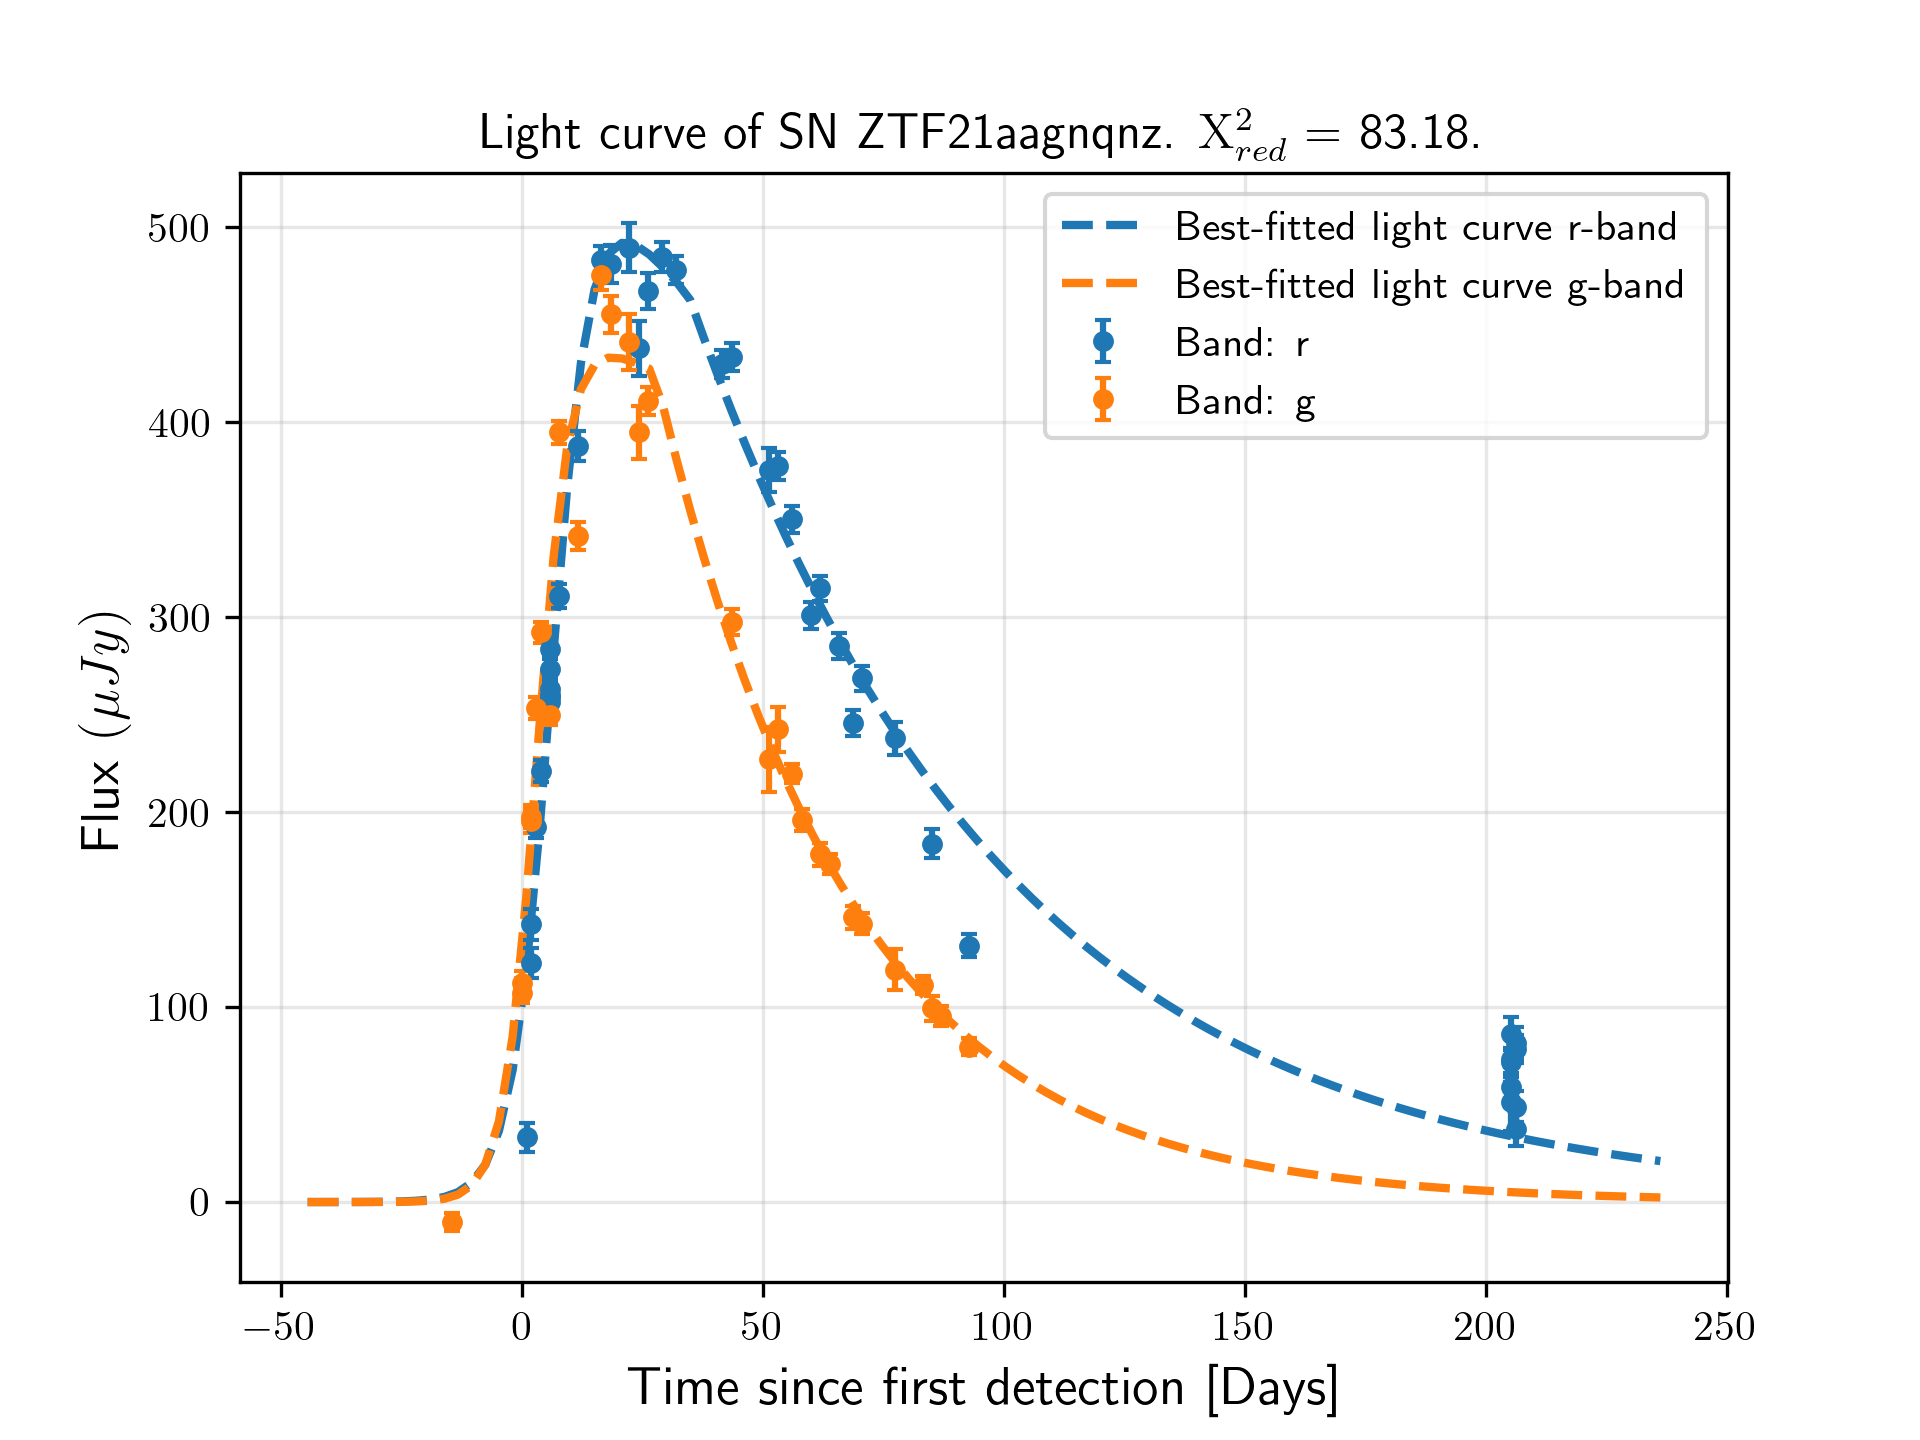 Light curve of SN ZTF21aagnqnz. X²_red = 83.18.
Best-fitted light curve r-band
Best-fitted light curve g-band
Band: r
Band: g
500
400
300
200
100
0
Flux (μJy)
−50 0 50 100 150 200 250
Time since first detection [Days]